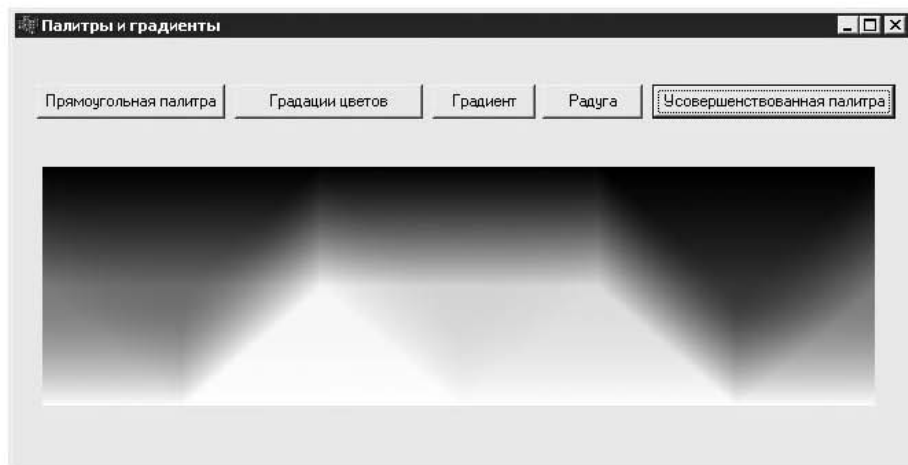 Палитры и градиенты
Прямоугольная палитра
Градации цветов
Градиент
Радуга
Усовершенствованная палитра